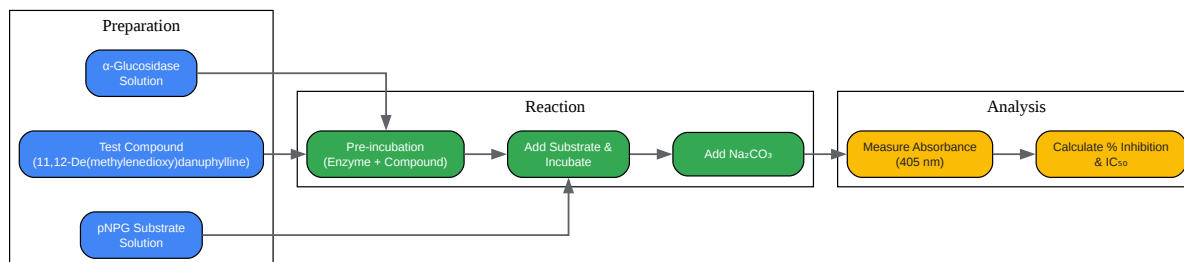 Preparation
α-Glucosidase
Solution
Test Compound
(11,12-De(methylenedioxy)danuphylline)
pNPG Substrate
Solution
Reaction
Pre-incubation
(Enzyme + Compound)
Add Substrate &
Incubate
Add Na₂CO₃
Analysis
Measure Absorbance
(405 nm)
Calculate % Inhibition
& IC₅₀